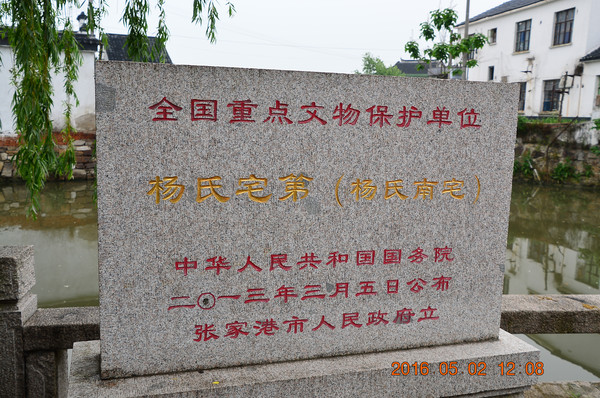 全国重点文物保护单位
杨氏宅第（杨氏南宅）
中华人民共和国国务院
二〇一三年三月五日公布
张家港市人民政府立
2016 05 02 12:08